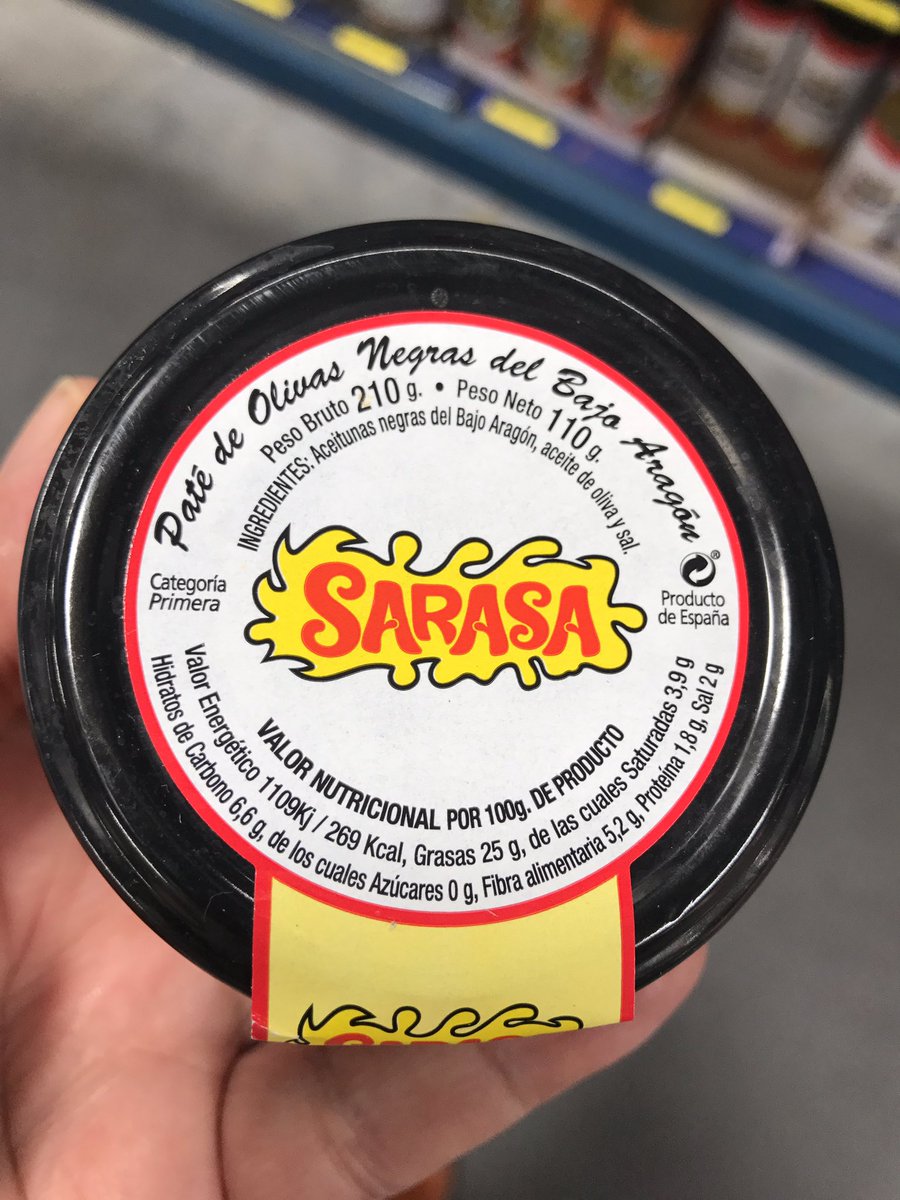 Paté de Olivas Negras del Bajo Aragón
Peso Bruto 210 g. • Peso Neto 110 g.
INGREDIENTES: Aceitunas negras del Bajo Aragón, aceite de oliva y sal.
Categoría
Primera
SARASA
®
Producto
de España
VALOR NUTRICIONAL POR 100g. DE PRODUCTO
Valor Energético 1109Kj / 269 Kcal, Grasas 25 g, de las cuales Saturadas 3,9 g
Hidratos de Carbono 6,6 g, de los cuales Azúcares 0 g, Fibra alimentaria 5,2 g, Proteína 1,8 g, Sal 2 g